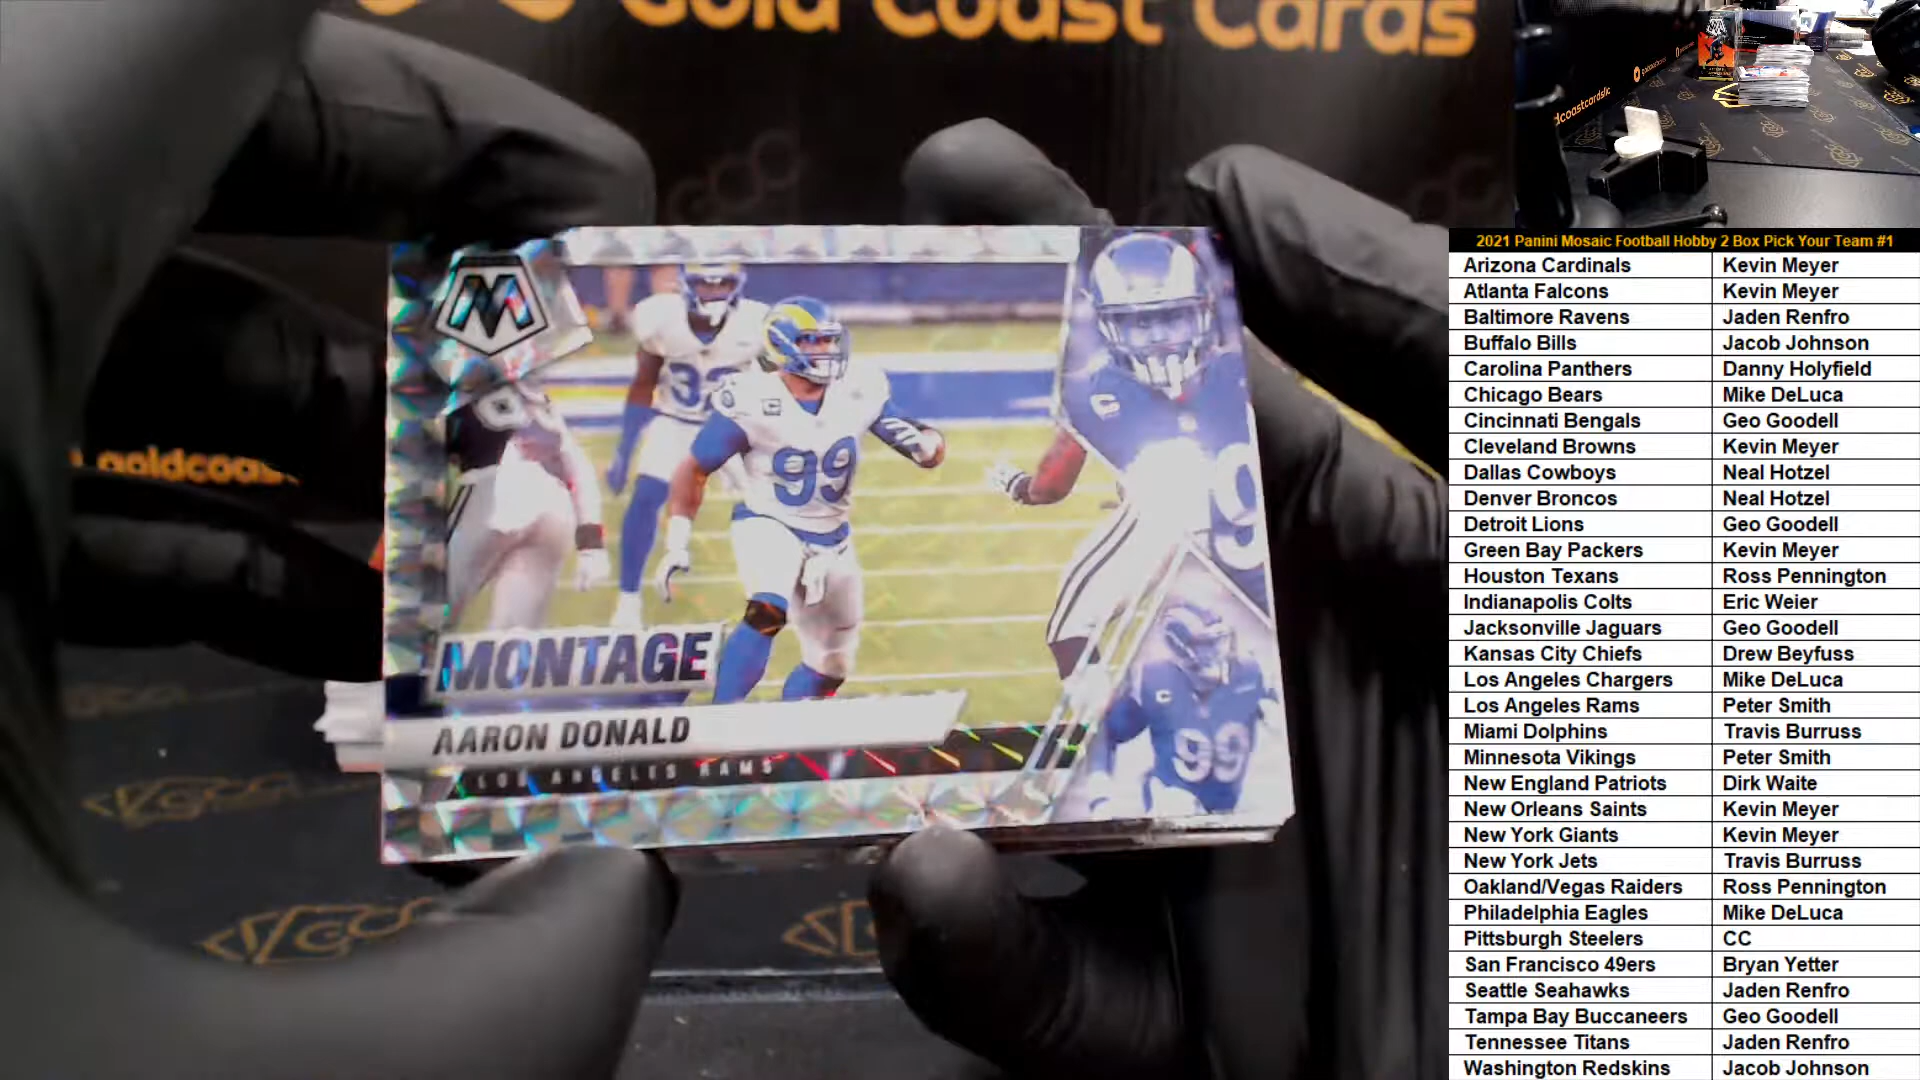 Gold Coast Cards
goldcoas
dcoastcardsllc
M
99
MONTAGE
AARON DONALD
LOS ANGELES RAMS
99
2021 Panini Mosaic Football Hobby 2 Box Pick Your Team #1
Arizona Cardinals Kevin Meyer
Atlanta Falcons Kevin Meyer
Baltimore Ravens Jaden Renfro
Buffalo Bills Jacob Johnson
Carolina Panthers Danny Holyfield
Chicago Bears Mike DeLuca
Cincinnati Bengals Geo Goodell
Cleveland Browns Kevin Meyer
Dallas Cowboys Neal Hotzel
Denver Broncos Neal Hotzel
Detroit Lions Geo Goodell
Green Bay Packers Kevin Meyer
Houston Texans Ross Pennington
Indianapolis Colts Eric Weier
Jacksonville Jaguars Geo Goodell
Kansas City Chiefs Drew Beyfuss
Los Angeles Chargers Mike DeLuca
Los Angeles Rams Peter Smith
Miami Dolphins Travis Burruss
Minnesota Vikings Peter Smith
New England Patriots Dirk Waite
New Orleans Saints Kevin Meyer
New York Giants Kevin Meyer
New York Jets Travis Burruss
Oakland/Vegas Raiders Ross Pennington
Philadelphia Eagles Mike DeLuca
Pittsburgh Steelers CC
San Francisco 49ers Bryan Yetter
Seattle Seahawks Jaden Renfro
Tampa Bay Buccaneers Geo Goodell
Tennessee Titans Jaden Renfro
Washington Redskins Jacob Johnson